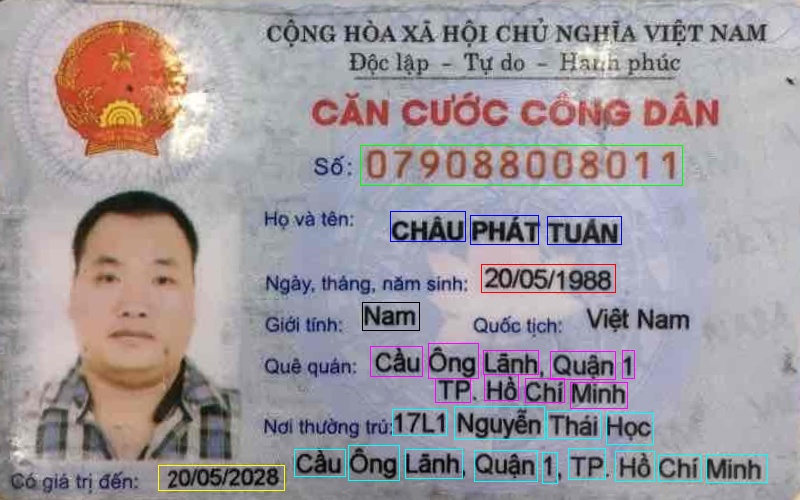 CỘNG HÒA XÃ HỘI CHỦ NGHĨA VIỆT NAM
Độc lập - Tự do - Hạnh phúc
CĂN CƯỚC CÔNG DÂN
Số: 079088008011
Họ và tên: CHÂU PHÁT TUẤN
Ngày, tháng, năm sinh: 20/05/1988
Giới tính: Nam Quốc tịch: Việt Nam
Quê quán: Cầu Ông Lãnh, Quận 1
TP. Hồ Chí Minh
Nơi thường trú: 17L1 Nguyễn Thái Học
Cầu Ông Lãnh, Quận 1, TP. Hồ Chí Minh
Có giá trị đến: 20/05/2028